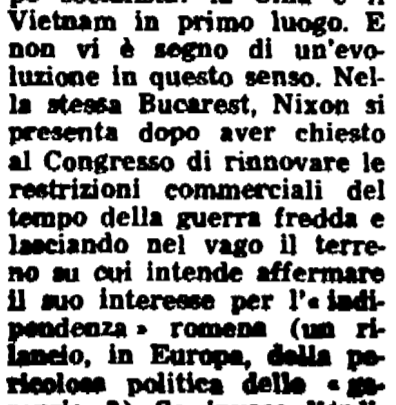 Vietnam in primo luogo. E
non vi è segno di un'evo-
luzione in questo senso. Nel-
la stessa Bucarest, Nixon si
presenta dopo aver chiesto
al Congresso di rinnovare le
restrizioni commerciali del
tempo della guerra fredda e
lasciando nel vago il terre-
no su cui intende affermare
il suo interesse per l'« indi-
pendenza » romena (un ri-
lancio, in Europa, della pe-
ricolosa politica delle « ga-